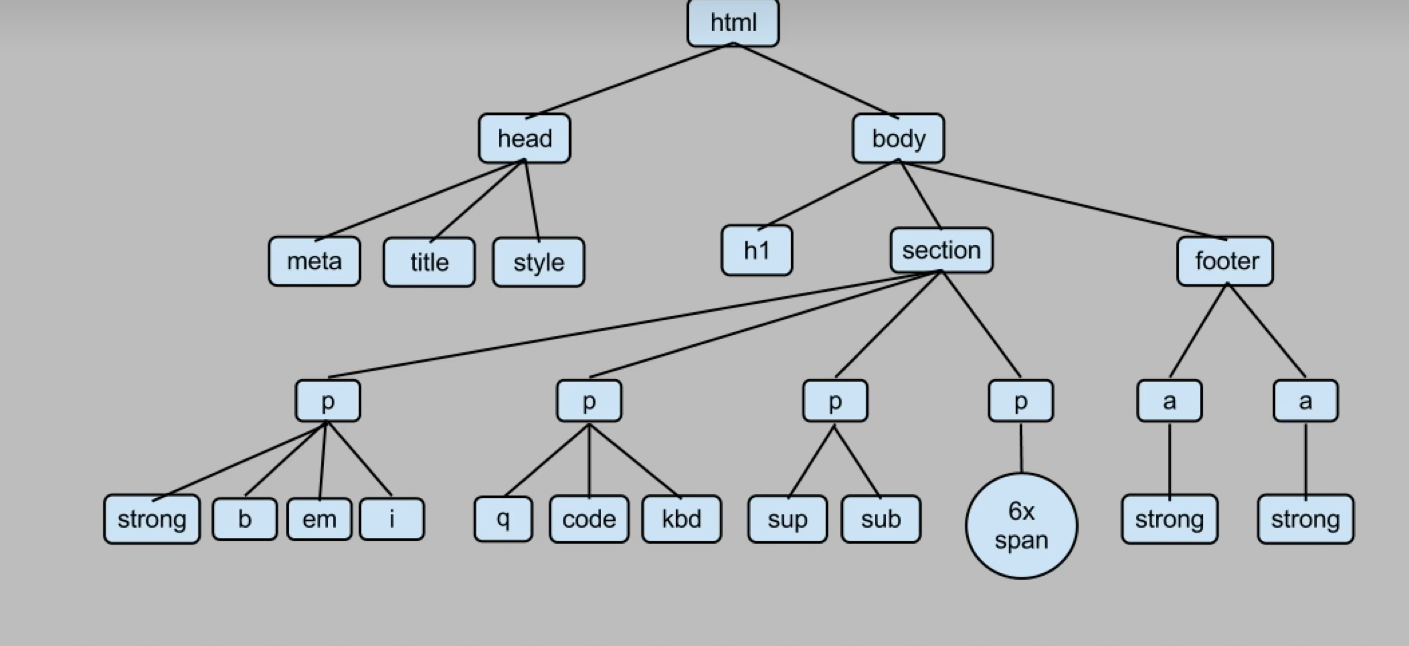 html
head
body
meta
title
style
h1
section
footer
p
p
p
p
a
a
strong
b
em
i
q
code
kbd
sup
sub
6x
span
strong
strong